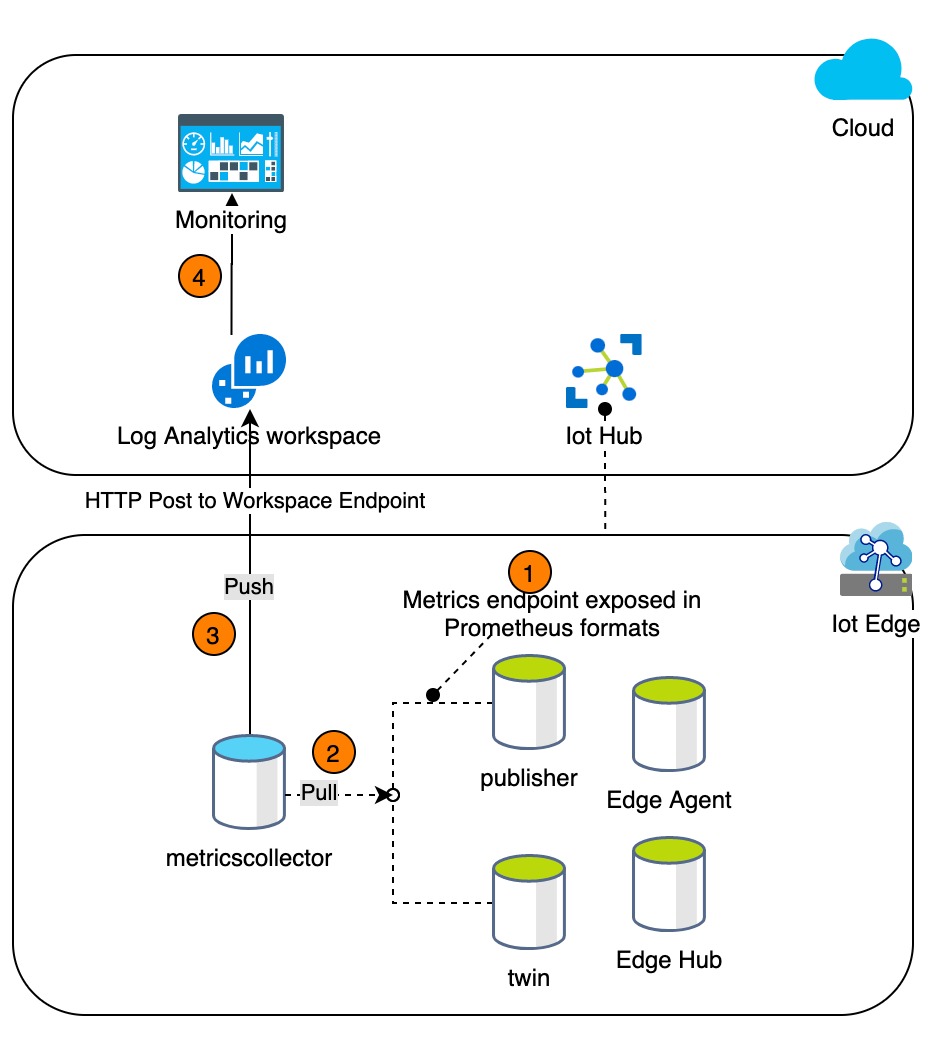 Cloud
Monitoring
4
Log Analytics workspace
Iot Hub
HTTP Post to Workspace Endpoint
1
Push
Metrics endpoint exposed in
Prometheus formats
Iot Edge
3
2
Pull
publisher
Edge Agent
metricscollector
Edge Hub
twin